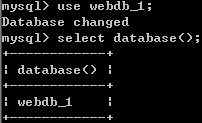 mysql> use webdb_1;
Database changed
mysql> select database();
+------------+
| database() |
+------------+
| webdb_1    |
+------------+